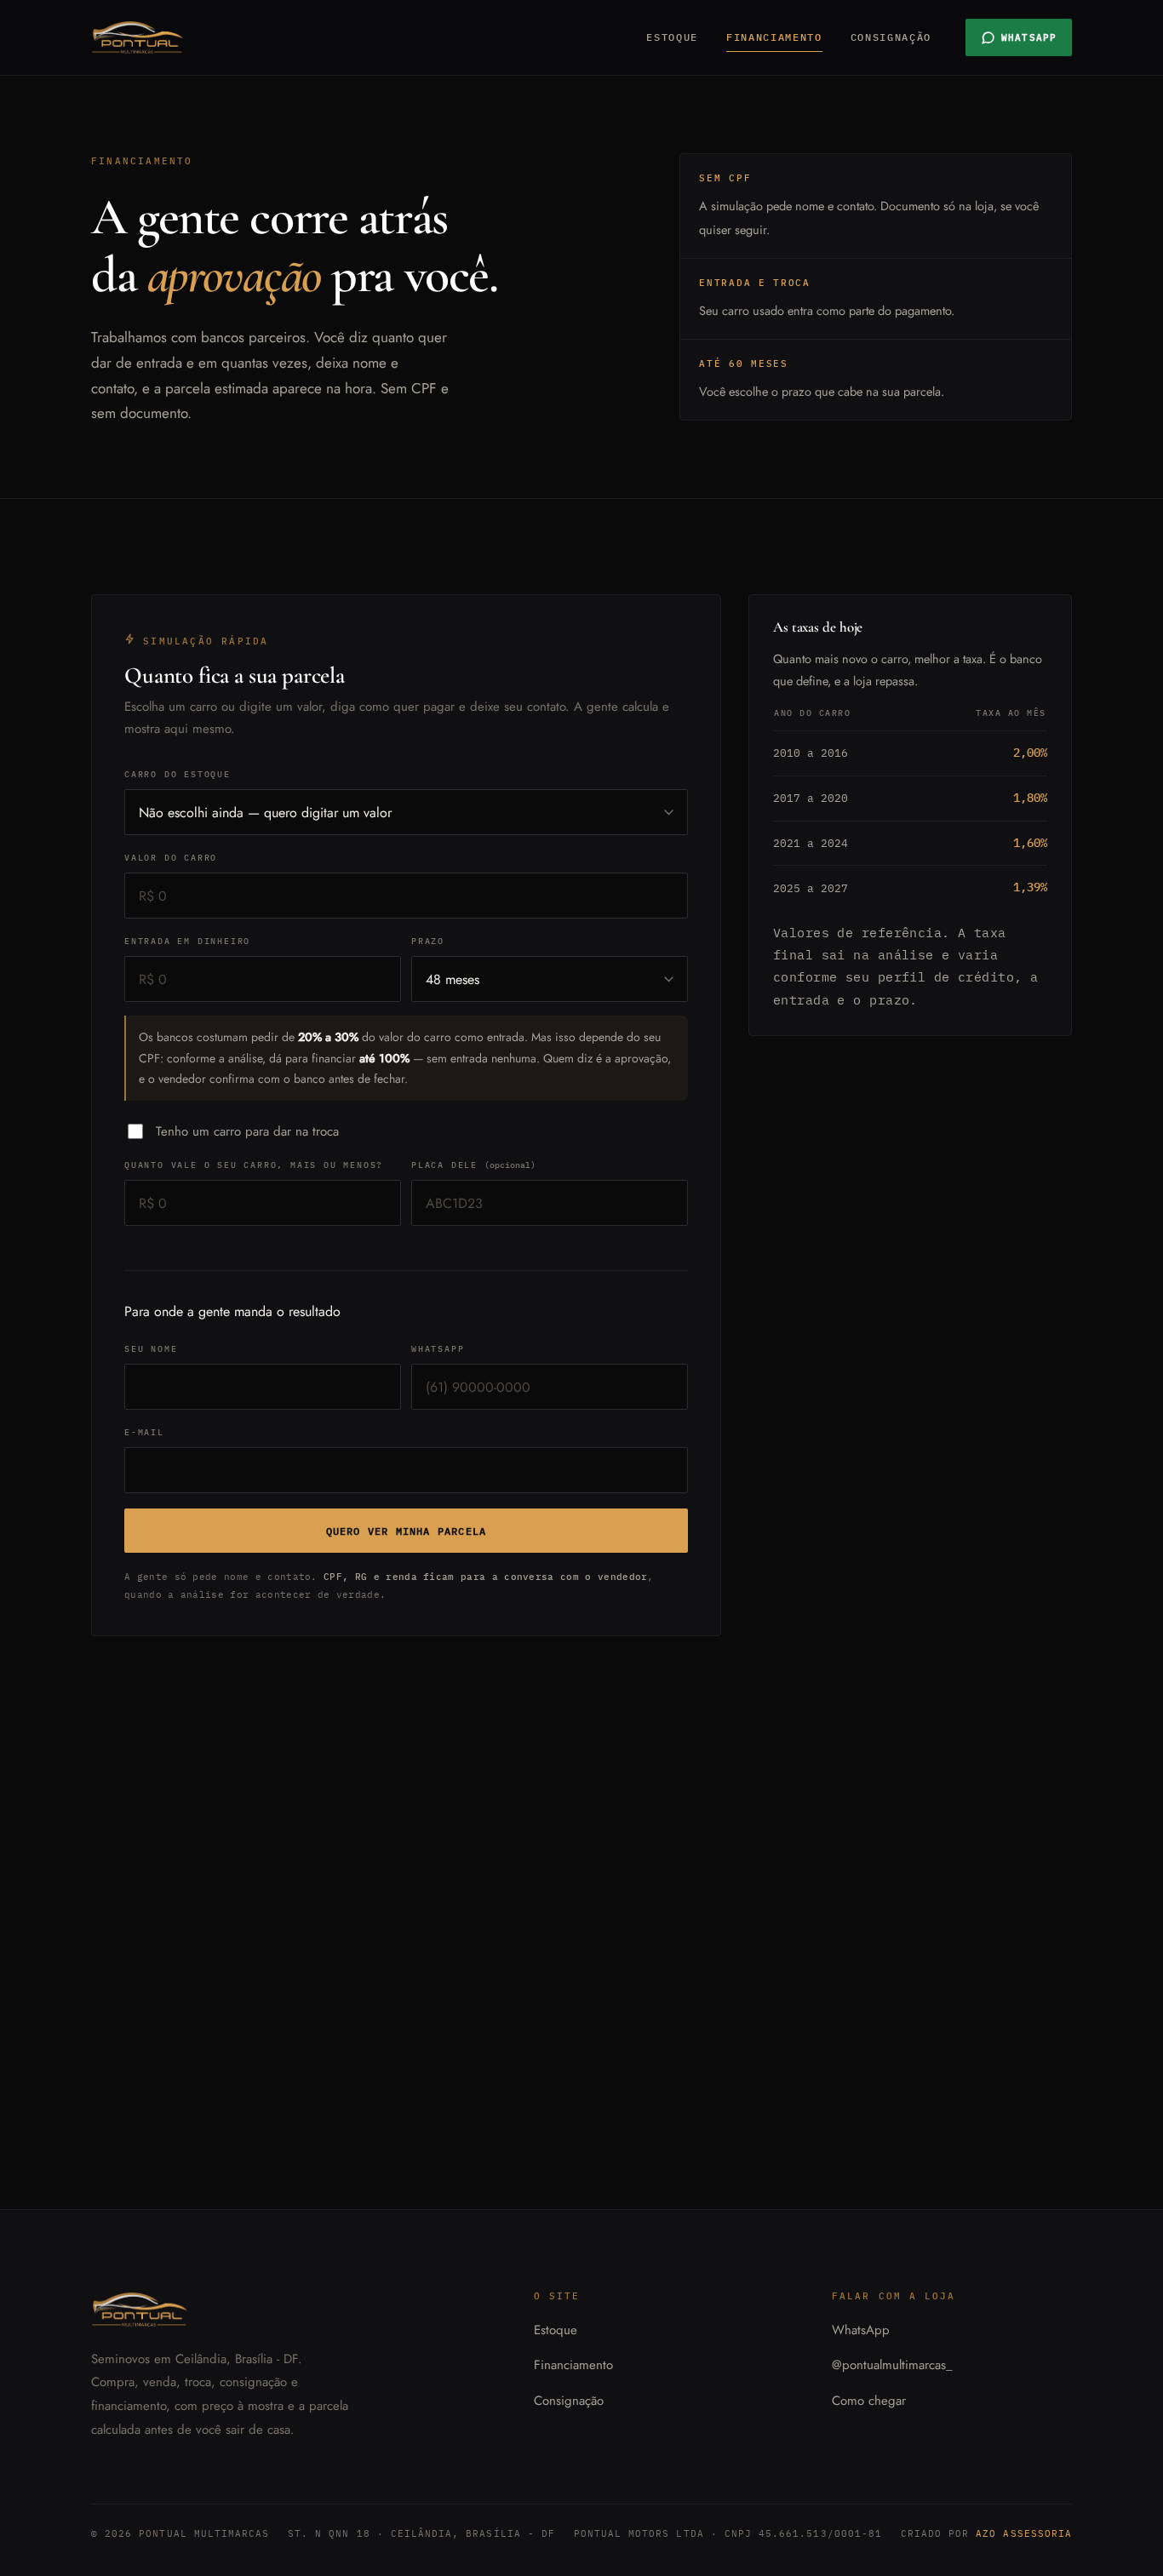 PONTUAL
MULTIMARCAS
ESTOQUE
FINANCIAMENTO
CONSIGNAÇÃO
WHATSAPP
FINANCIAMENTO
A gente corre atrás
da aprovação pra você.
Trabalhamos com bancos parceiros. Você diz quanto quer
dar de entrada e em quantas vezes, deixa nome e
contato, e a parcela estimada aparece na hora. Sem CPF e
sem documento.
SEM CPF
A simulação pede nome e contato. Documento só na loja, se você
quiser seguir.
ENTRADA E TROCA
Seu carro usado entra como parte do pagamento.
ATÉ 60 MESES
Você escolhe o prazo que cabe na sua parcela.
SIMULAÇÃO RÁPIDA
Quanto fica a sua parcela
Escolha um carro ou digite um valor, diga como quer pagar e deixe seu contato. A gente calcula e
mostra aqui mesmo.
CARRO DO ESTOQUE
Não escolhi ainda — quero digitar um valor
VALOR DO CARRO
R$ 0
ENTRADA EM DINHEIRO
PRAZO
R$ 0
48 meses
Os bancos costumam pedir de 20% a 30% do valor do carro como entrada. Mas isso depende do seu
CPF: conforme a análise, dá para financiar até 100% — sem entrada nenhuma. Quem diz é a aprovação,
e o vendedor confirma com o banco antes de fechar.
Tenho um carro para dar na troca
QUANTO VALE O SEU CARRO, MAIS OU MENOS?
PLACA DELE (opcional)
R$ 0
ABC1D23
Para onde a gente manda o resultado
SEU NOME
WHATSAPP
(61) 90000-0000
E-MAIL
QUERO VER MINHA PARCELA
A gente só pede nome e contato. CPF, RG e renda ficam para a conversa com o vendedor,
quando a análise for acontecer de verdade.
As taxas de hoje
Quanto mais novo o carro, melhor a taxa. É o banco
que define, e a loja repassa.
ANO DO CARRO
TAXA AO MÊS
2010 a 2016
2,00%
2017 a 2020
1,80%
2021 a 2024
1,60%
2025 a 2027
1,39%
Valores de referência. A taxa
final sai na análise e varia
conforme seu perfil de crédito, a
entrada e o prazo.
PONTUAL
MULTIMARCAS
Seminovos em Ceilândia, Brasília - DF.
Compra, venda, troca, consignação e
financiamento, com preço à mostra e a parcela
calculada antes de você sair de casa.
O SITE
Estoque
Financiamento
Consignação
FALAR COM A LOJA
WhatsApp
@pontualmultimarcas_
Como chegar
© 2026 PONTUAL MULTIMARCAS
ST. N QNN 18 · CEILÂNDIA, BRASÍLIA - DF
PONTUAL MOTORS LTDA · CNPJ 45.661.513/0001-81
CRIADO POR AZO ASSESSORIA